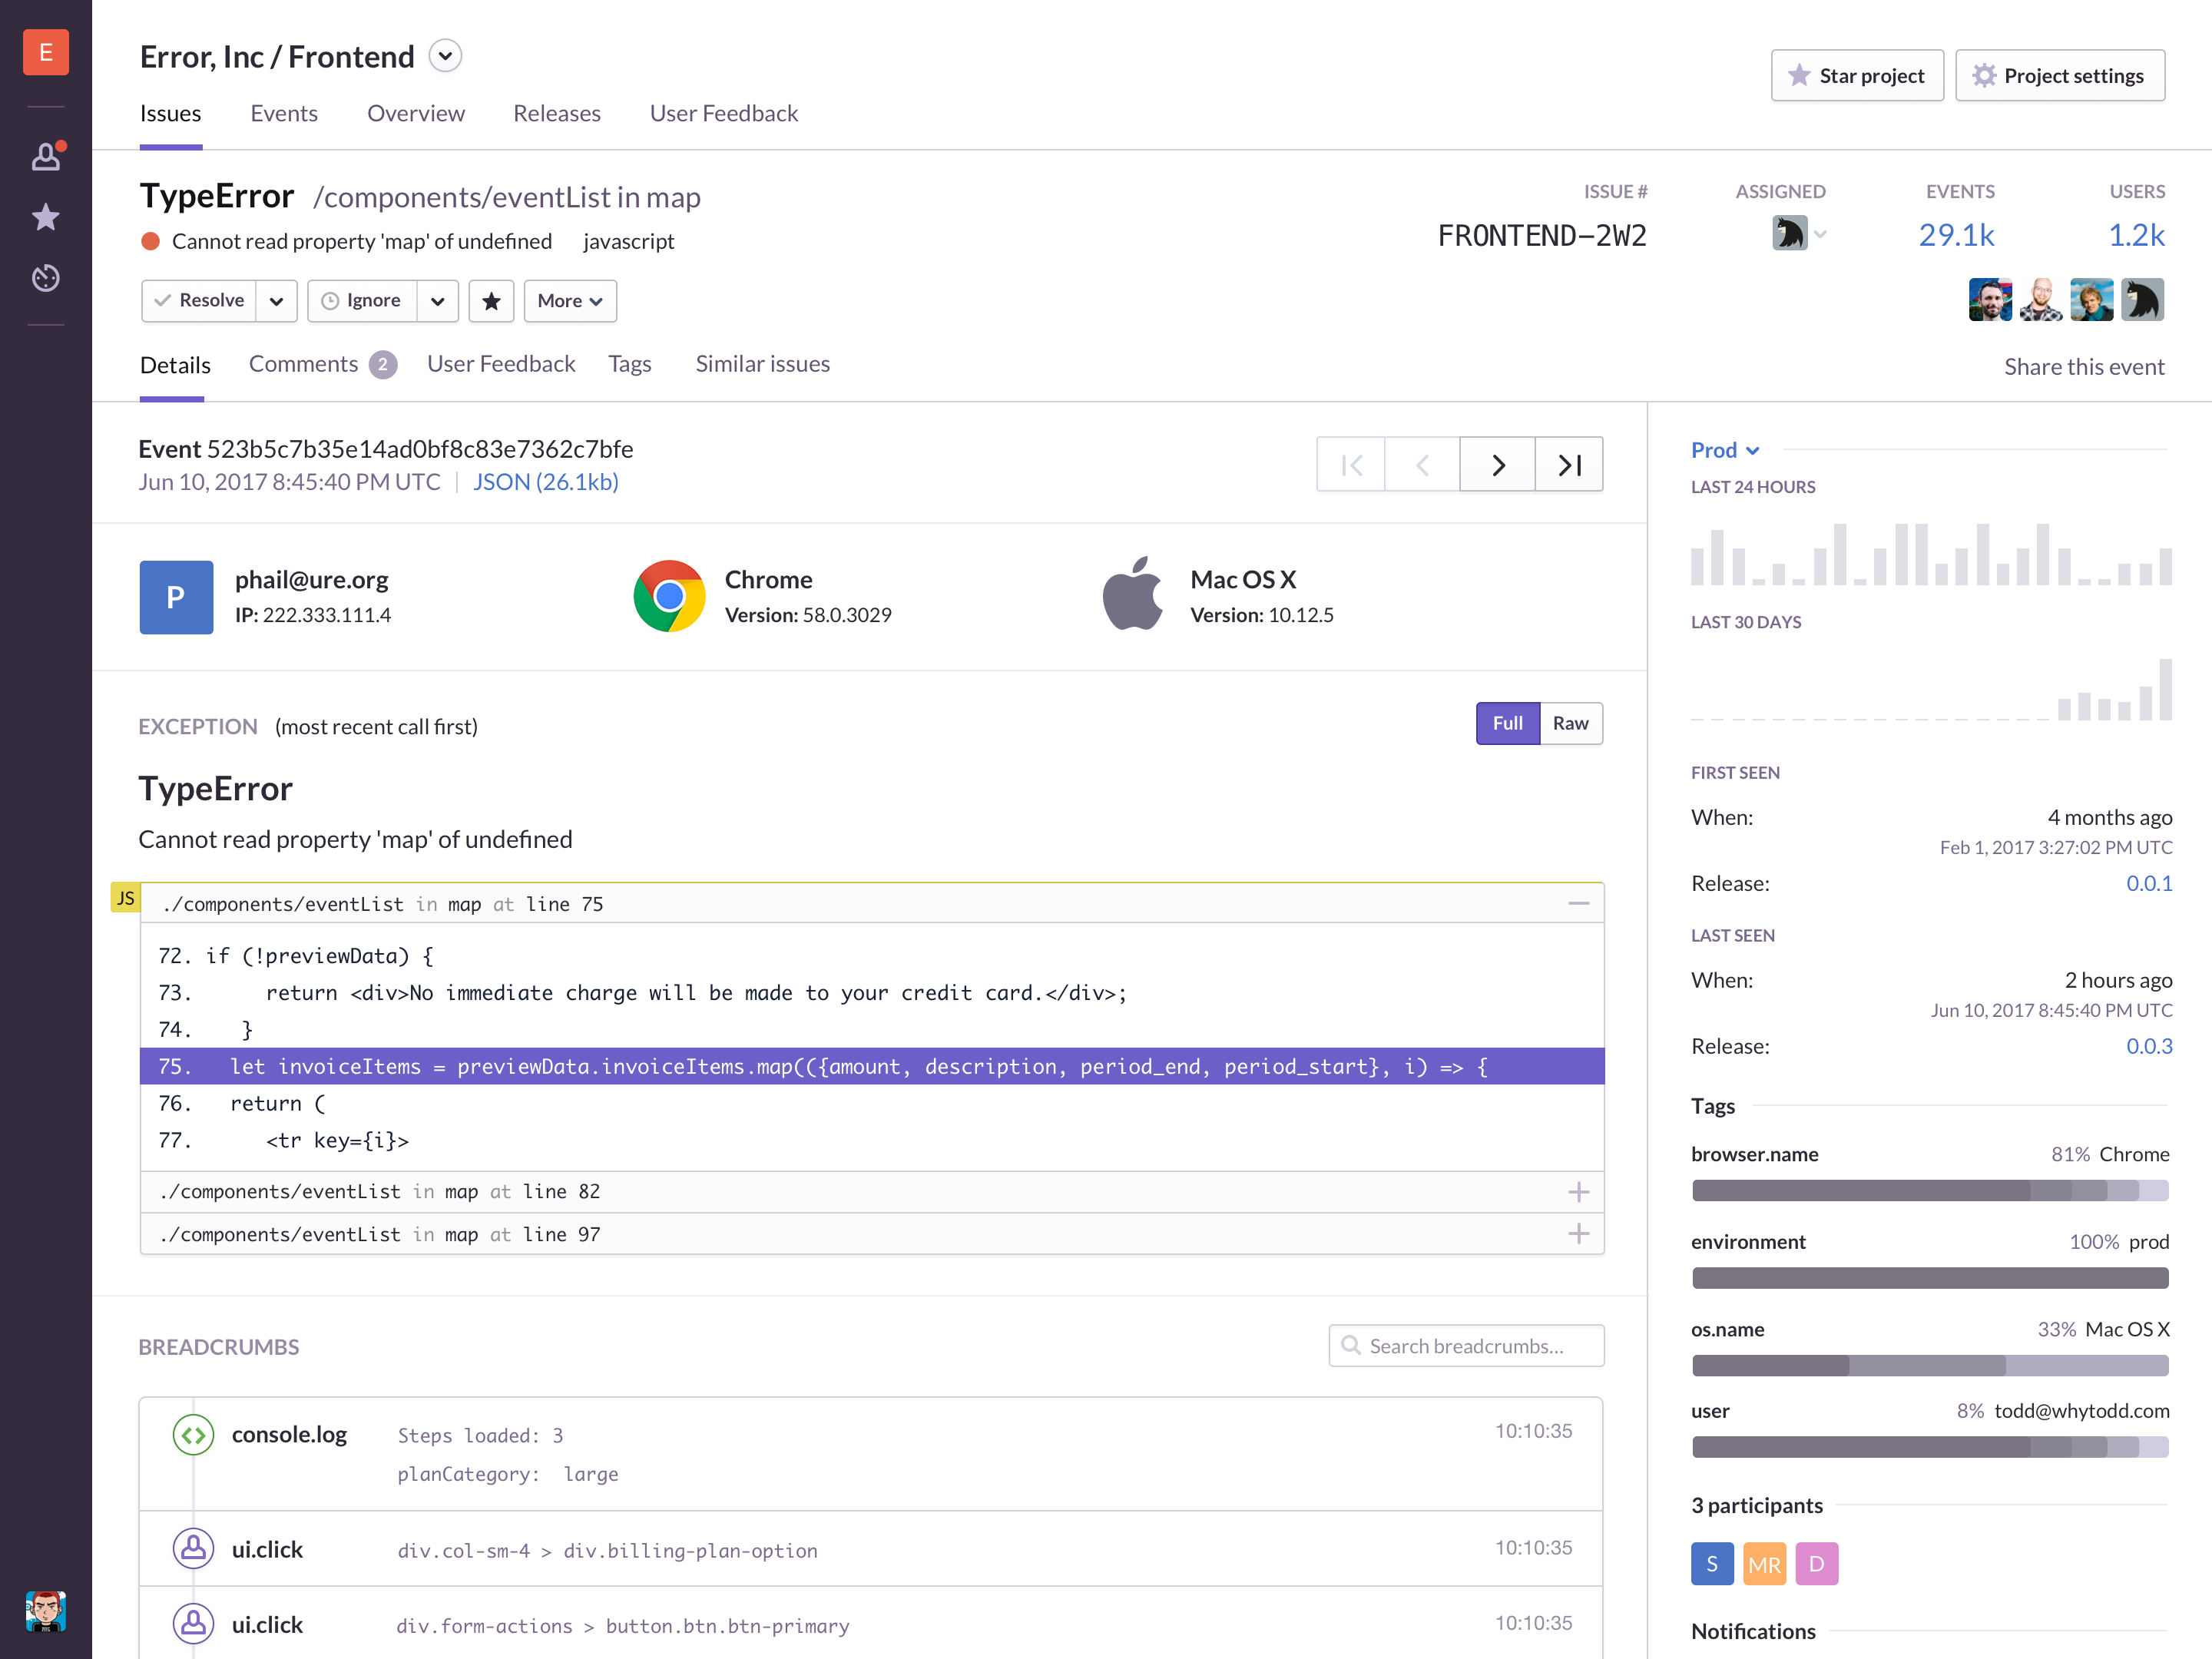 E
Error, Inc / Frontend
Star project
Project settings
Issues Events Overview Releases User Feedback
TypeError /components/eventList in map
Cannot read property 'map' of undefined javascript
ISSUE # ASSIGNED EVENTS USERS
FRONTEND-2W2 29.1k 1.2k
Resolve Ignore More
Details Comments 2 User Feedback Tags Similar issues
Share this event
Event 523b5c7b35e14ad0bf8c83e7362c7bfe
Jun 10, 2017 8:45:40 PM UTC JSON (26.1kb)
P
phail@ure.org
IP: 222.333.111.4
Chrome
Version: 58.0.3029
Mac OS X
Version: 10.12.5
EXCEPTION (most recent call first)
Full Raw
TypeError
Cannot read property 'map' of undefined
JS
./components/eventList in map at line 75
72. if (!previewData) {
73. return <div>No immediate charge will be made to your credit card.</div>;
74. }
75. let invoiceItems = previewData.invoiceItems.map(({amount, description, period_end, period_start}, i) => {
76. return (
77. <tr key={i}>
./components/eventList in map at line 82
./components/eventList in map at line 97
BREADCRUMBS
Search breadcrumbs...
console.log Steps loaded: 3 10:10:35
planCategory: large
ui.click div.col-sm-4 > div.billing-plan-option 10:10:35
ui.click div.form-actions > button.btn.btn-primary 10:10:35
Prod
LAST 24 HOURS
LAST 30 DAYS
FIRST SEEN
When: 4 months ago
Feb 1, 2017 3:27:02 PM UTC
Release: 0.0.1
LAST SEEN
When: 2 hours ago
Jun 10, 2017 8:45:40 PM UTC
Release: 0.0.3
Tags
browser.name 81% Chrome
environment 100% prod
os.name 33% Mac OS X
user 8% todd@whytodd.com
3 participants
S MR D
Notifications